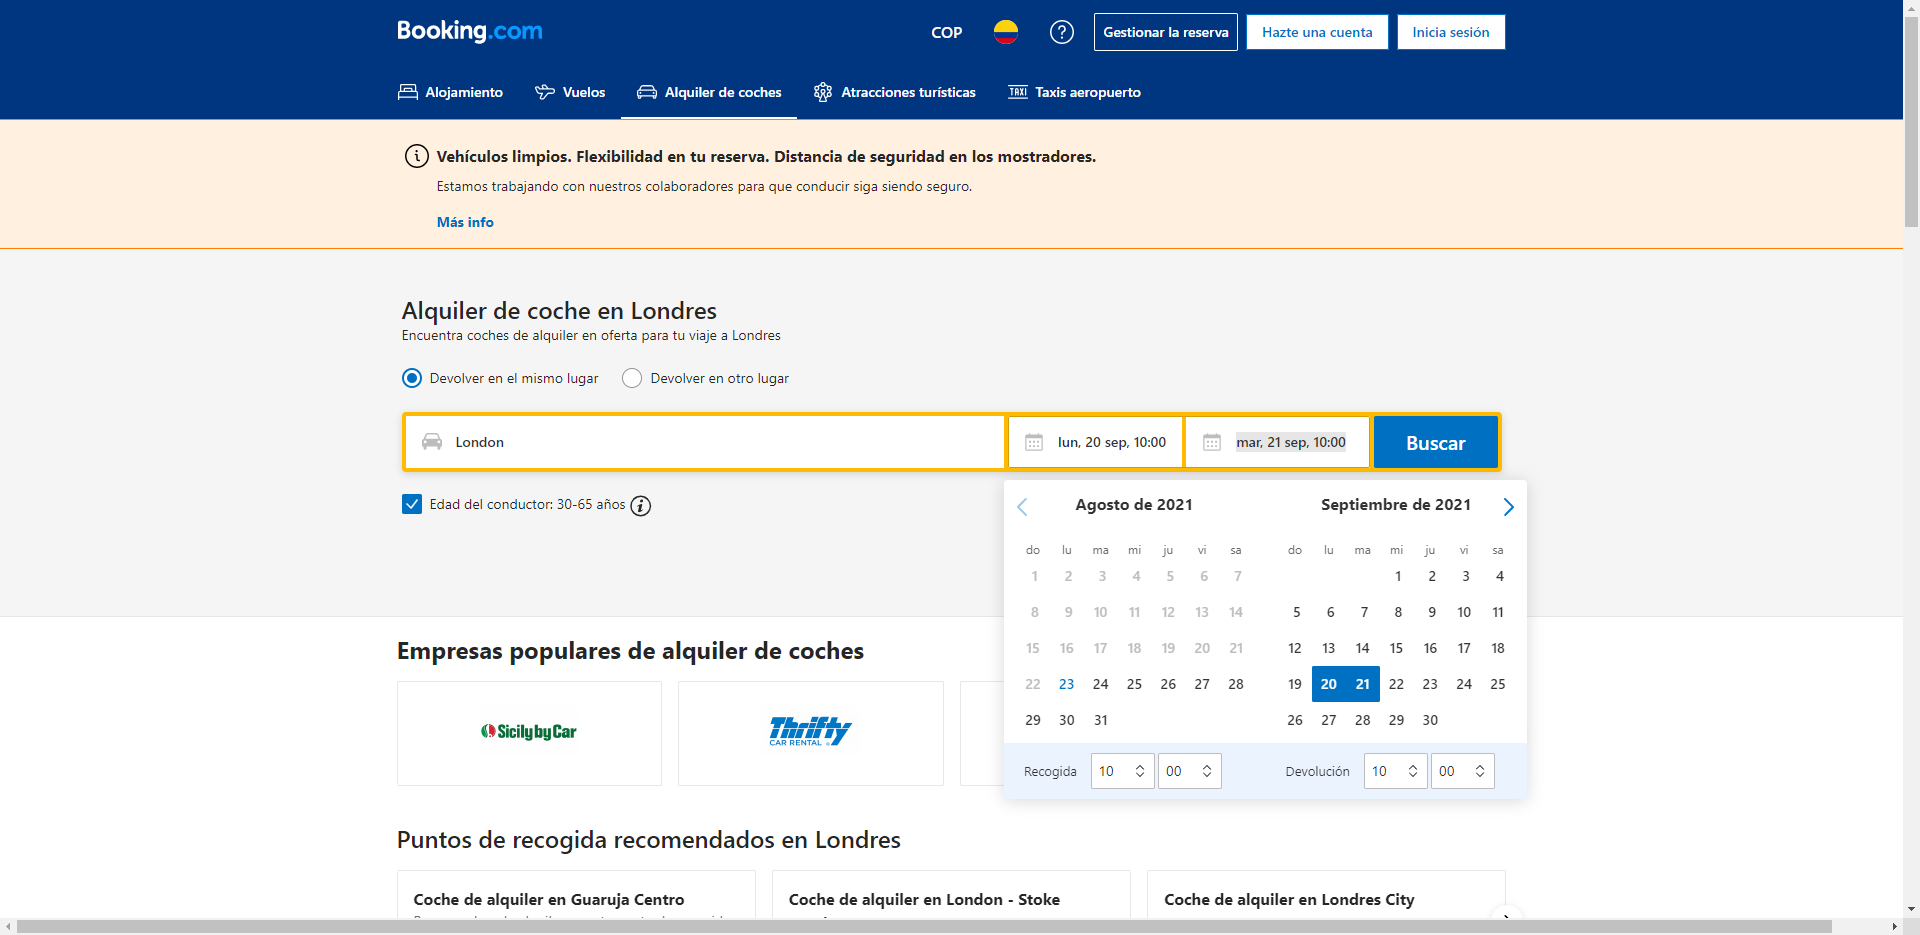 Booking.com
COP
Gestionar la reserva
Hazte una cuenta
Inicia sesión
Alojamiento
Vuelos
Alquiler de coches
Atracciones turísticas
TAXI Taxis aeropuerto
Vehículos limpios. Flexibilidad en tu reserva. Distancia de seguridad en los mostradores.
Estamos trabajando con nuestros colaboradores para que conducir siga siendo seguro.
Más info
Alquiler de coche en Londres
Encuentra coches de alquiler en oferta para tu viaje a Londres
Devolver en el mismo lugar
Devolver en otro lugar
London
lun, 20 sep, 10:00
mar, 21 sep, 10:00
Buscar
Edad del conductor: 30-65 años
Agosto de 2021
do lu ma mi ju vi sa
1 2 3 4 5 6 7
8 9 10 11 12 13 14
15 16 17 18 19 20 21
22 23 24 25 26 27 28
29 30 31
Septiembre de 2021
do lu ma mi ju vi sa
1 2 3 4
5 6 7 8 9 10 11
12 13 14 15 16 17 18
19 20 21 22 23 24 25
26 27 28 29 30
Recogida 10 00
Devolución 10 00
Empresas populares de alquiler de coches
Sicily by Car
Thrifty
CAR RENTAL
Puntos de recogida recomendados en Londres
Coche de alquiler en Guaruja Centro
Coche de alquiler en London - Stoke
Coche de alquiler en Londres City